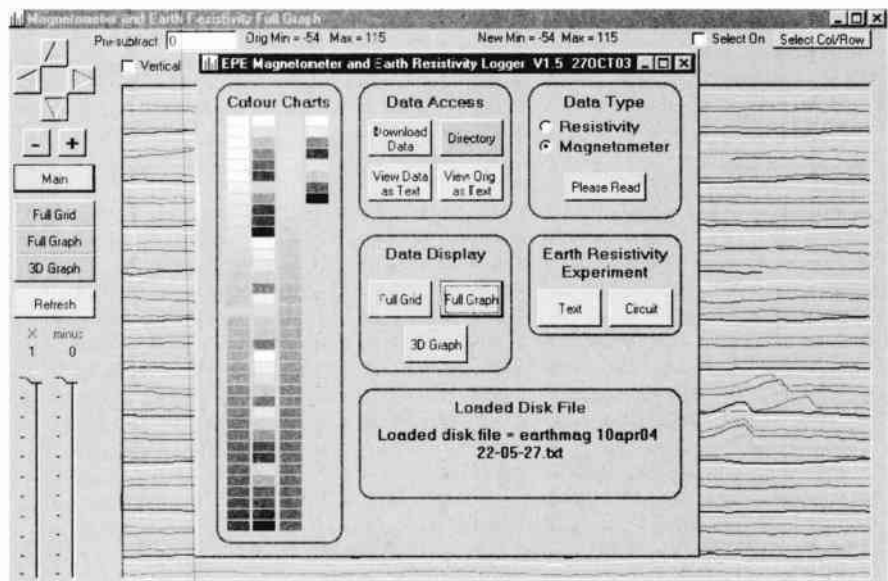 Magnetometer and Earth Resistivity Full Graph
Pre-subtract 0
Orig Min = -54 Max = 115
New Min = -54 Max = 115
Select On
Select Col/Row
Vertical
- +
Main
Full Grid
Full Graph
3D Graph
Refresh
X minus
1 0
EPE Magnetometer and Earth Resistivity Logger V1.5 27OCT03
Colour Charts
Data Access
Download Data
Directory
View Data as Text
View Orig as Text
Data Type
Resistivity
Magnetometer
Please Read
Data Display
Full Grid
Full Graph
3D Graph
Earth Resistivity
Experiment
Text
Circuit
Loaded Disk File
Loaded disk file = earthmag 10apr04
22-05-27.txt